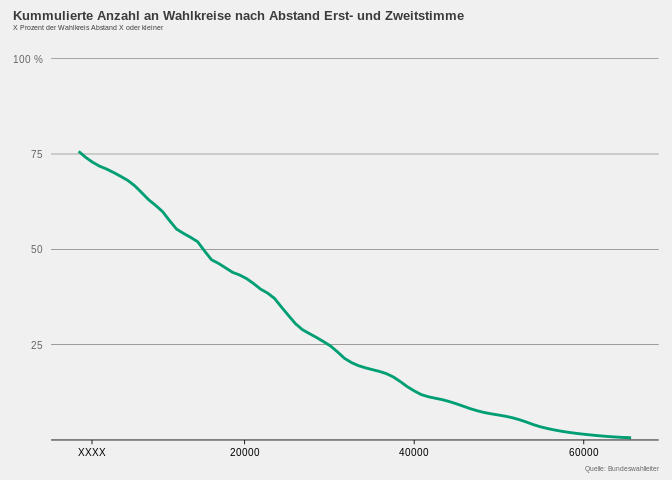 Kummulierte Anzahl an Wahlkreise nach Abstand Erst- und Zweitstimme
X Prozent der Wahlkreis Abstand X oder kleiner
100 %
75
50
25
XXXX 20000 40000 60000
Quelle: Bundeswahlleiter